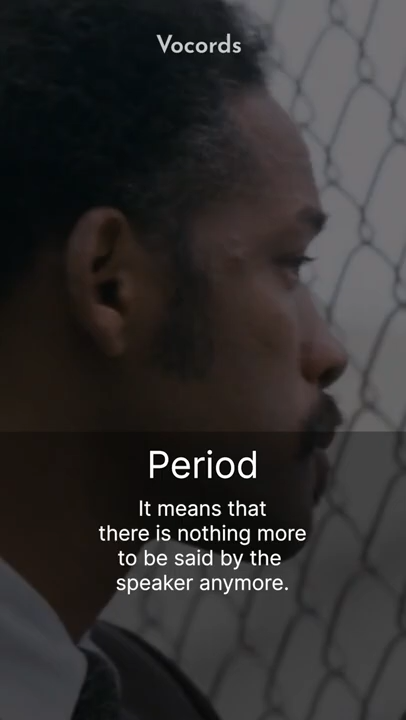 Vocords
Period
It means that
there is nothing more
to be said by the
speaker anymore.